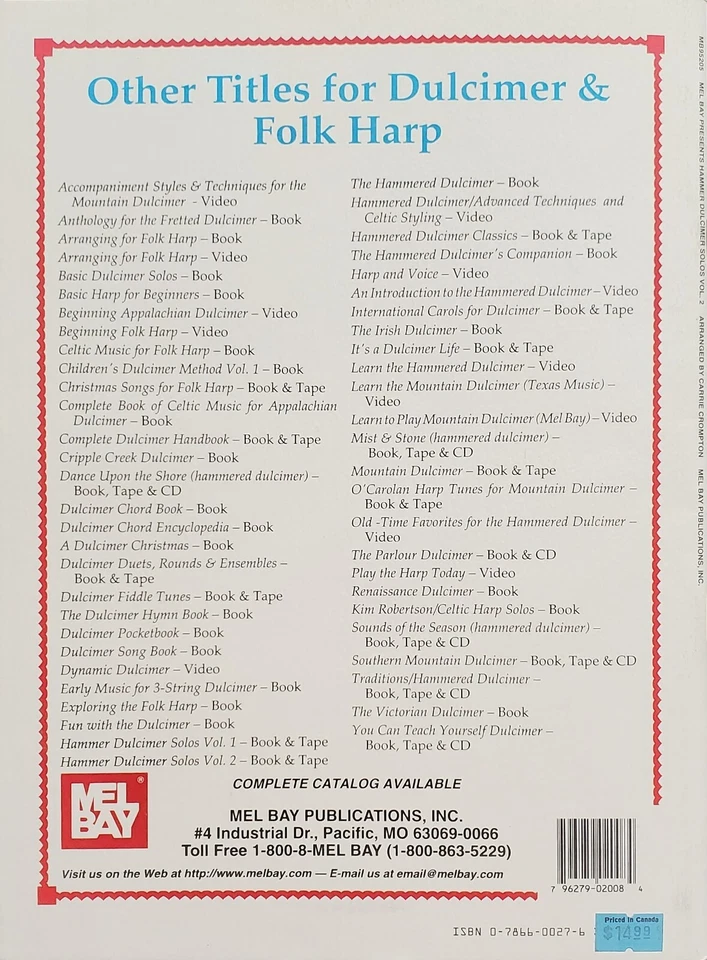 Other Titles for Dulcimer &
Folk Harp
Accompaniment Styles & Techniques for the
Mountain Dulcimer - Video
Anthology for the Fretted Dulcimer – Book
Arranging for Folk Harp – Book
Arranging for Folk Harp – Video
Basic Dulcimer Solos – Book
Basic Harp for Beginners – Book
Beginning Appalachian Dulcimer – Video
Beginning Folk Harp – Video
Celtic Music for Folk Harp – Book
Children's Dulcimer Method Vol. 1 – Book
Christmas Songs for Folk Harp – Book & Tape
Complete Book of Celtic Music for Appalachian
Dulcimer – Book
Complete Dulcimer Handbook – Book & Tape
Cripple Creek Dulcimer – Book
Dance Upon the Shore (hammered dulcimer) –
Book, Tape & CD
Dulcimer Chord Book – Book
Dulcimer Chord Encyclopedia – Book
A Dulcimer Christmas – Book
Dulcimer Duets, Rounds & Ensembles –
Book & Tape
Dulcimer Fiddle Tunes – Book & Tape
The Dulcimer Hymn Book – Book
Dulcimer Pocketbook – Book
Dulcimer Song Book – Book
Dynamic Dulcimer – Video
Early Music for 3-String Dulcimer – Book
Exploring the Folk Harp – Book
Fun with the Dulcimer – Book
Hammer Dulcimer Solos Vol. 1 – Book & Tape
Hammer Dulcimer Solos Vol. 2 – Book & Tape
The Hammered Dulcimer – Book
Hammered Dulcimer/Advanced Techniques and
Celtic Styling – Video
Hammered Dulcimer Classics – Book & Tape
The Hammered Dulcimer's Companion – Book
Harp and Voice – Video
An Introduction to the Hammered Dulcimer – Video
International Carols for Dulcimer – Book & Tape
The Irish Dulcimer – Book
It's a Dulcimer Life – Book & Tape
Learn the Hammered Dulcimer – Video
Learn the Mountain Dulcimer (Texas Music) –
Video
Learn to Play Mountain Dulcimer (Mel Bay) – Video
Mist & Stone (hammered dulcimer) –
Book, Tape & CD
Mountain Dulcimer – Book & Tape
O'Carolan Harp Tunes for Mountain Dulcimer –
Book & Tape
Old -Time Favorites for the Hammered Dulcimer –
Video
The Parlour Dulcimer – Book & CD
Play the Harp Today – Video
Renaissance Dulcimer – Book
Kim Robertson/Celtic Harp Solos – Book
Sounds of the Season (hammered dulcimer) –
Book, Tape & CD
Southern Mountain Dulcimer – Book, Tape & CD
Traditions/Hammered Dulcimer –
Book, Tape & CD
The Victorian Dulcimer – Book
You Can Teach Yourself Dulcimer –
Book, Tape & CD
MEL
BAY ®
COMPLETE CATALOG AVAILABLE
MEL BAY PUBLICATIONS, INC.
#4 Industrial Dr., Pacific, MO 63069-0066
Toll Free 1-800-8-MEL BAY (1-800-863-5229)
Visit us on the Web at http://www.melbay.com — E-mail us at email@melbay.com
7 96279-02008 4
ISBN 0-7866-0027-6
Priced in Canada
$14.99
MB95205 MEL BAY PRESENTS HAMMER DULCIMER SOLOS VOL. 2 ARRANGED BY CARRIE CROMPTON MEL BAY PUBLICATIONS, INC.